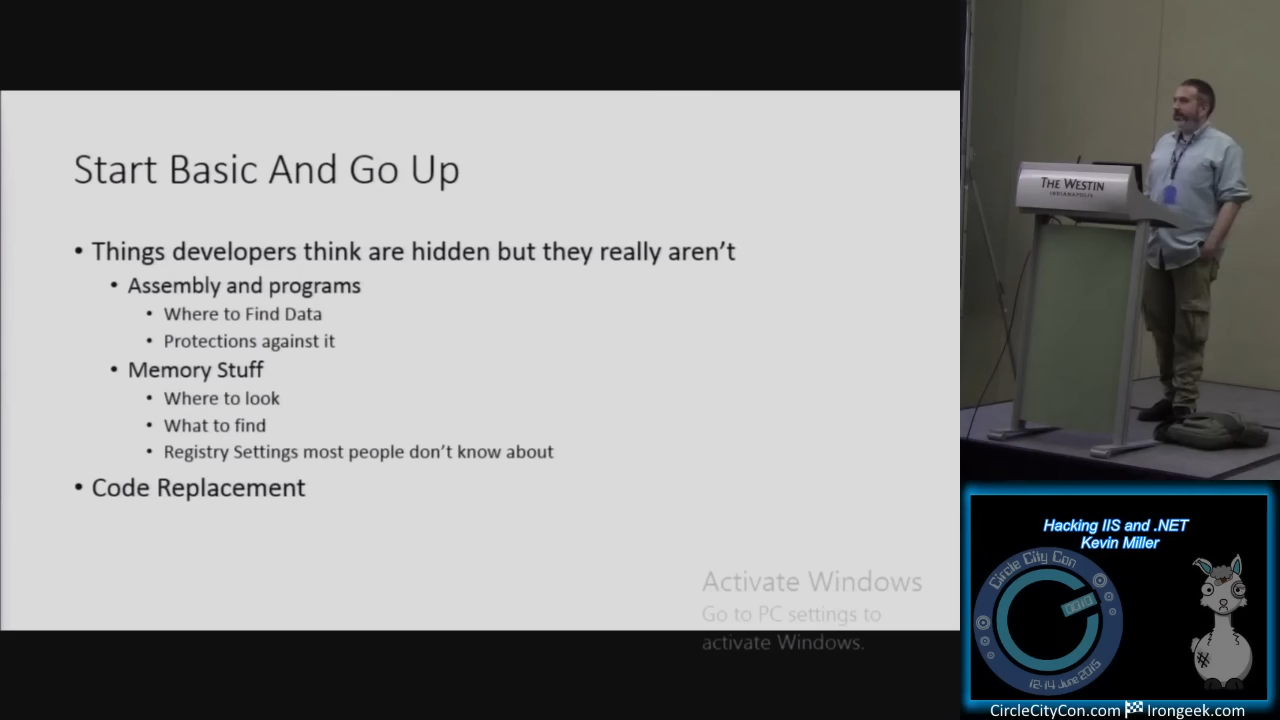 Start Basic And Go Up
• Things developers think are hidden but they really aren't
• Assembly and programs
• Where to Find Data
• Protections against it
• Memory Stuff
• Where to look
• What to find
• Registry Settings most people don't know about
• Code Replacement
Activate Windows
Go to PC settings to
activate Windows.
THE WESTIN
INDIANAPOLIS
Hacking IIS and .NET
Kevin Miller
Circle City Con
12-14 June 2015
CircleCityCon.com Irongeek.com